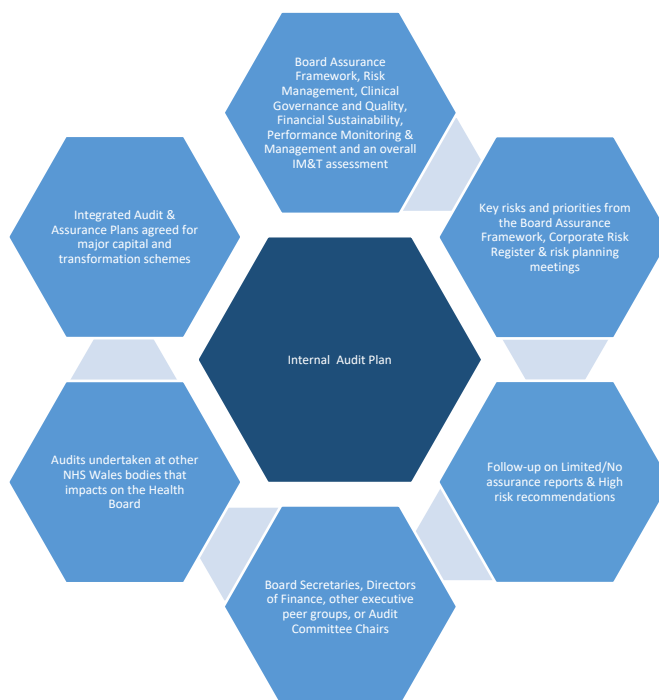 Board Assurance
Framework, Risk
Management, Clinical
Governance and Quality,
Financial Sustainability,
Performance Monitoring &
Management and an overall
IM&T assessment
Key risks and priorities from
the Board Assurance
Framework, Corporate Risk
Register & risk planning
meetings
Follow-up on Limited/No
assurance reports & High
risk recommendations
Board Secretaries, Directors
of Finance, other executive
peer groups, or Audit
Committee Chairs
Audits undertaken at other
NHS Wales bodies that
impacts on the Health
Board
Integrated Audit &
Assurance Plans agreed for
major capital and
transformation schemes
Internal  Audit Plan